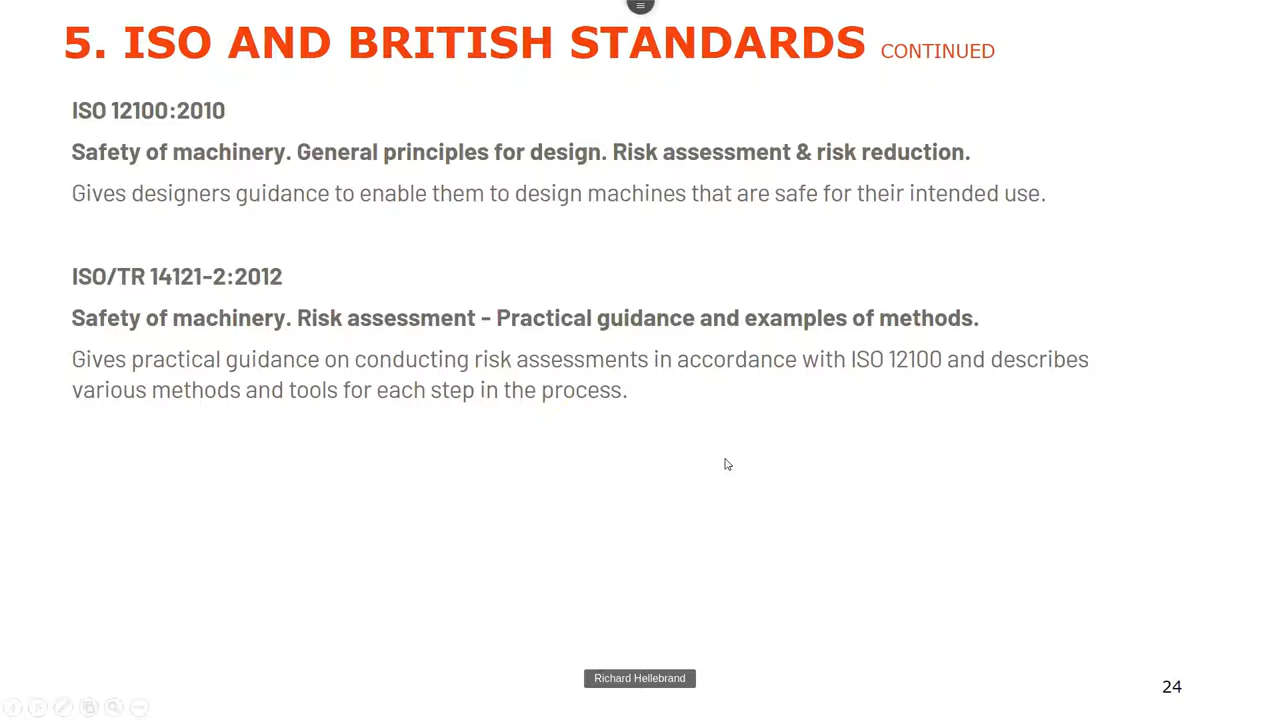 5. ISO AND BRITISH STANDARDS CONTINUED
ISO 12100:2010
Safety of machinery. General principles for design. Risk assessment & risk reduction.
Gives designers guidance to enable them to design machines that are safe for their intended use.
ISO/TR 14121-2:2012
Safety of machinery. Risk assessment - Practical guidance and examples of methods.
Gives practical guidance on conducting risk assessments in accordance with ISO 12100 and describes
various methods and tools for each step in the process.
Richard Hellebrand
24